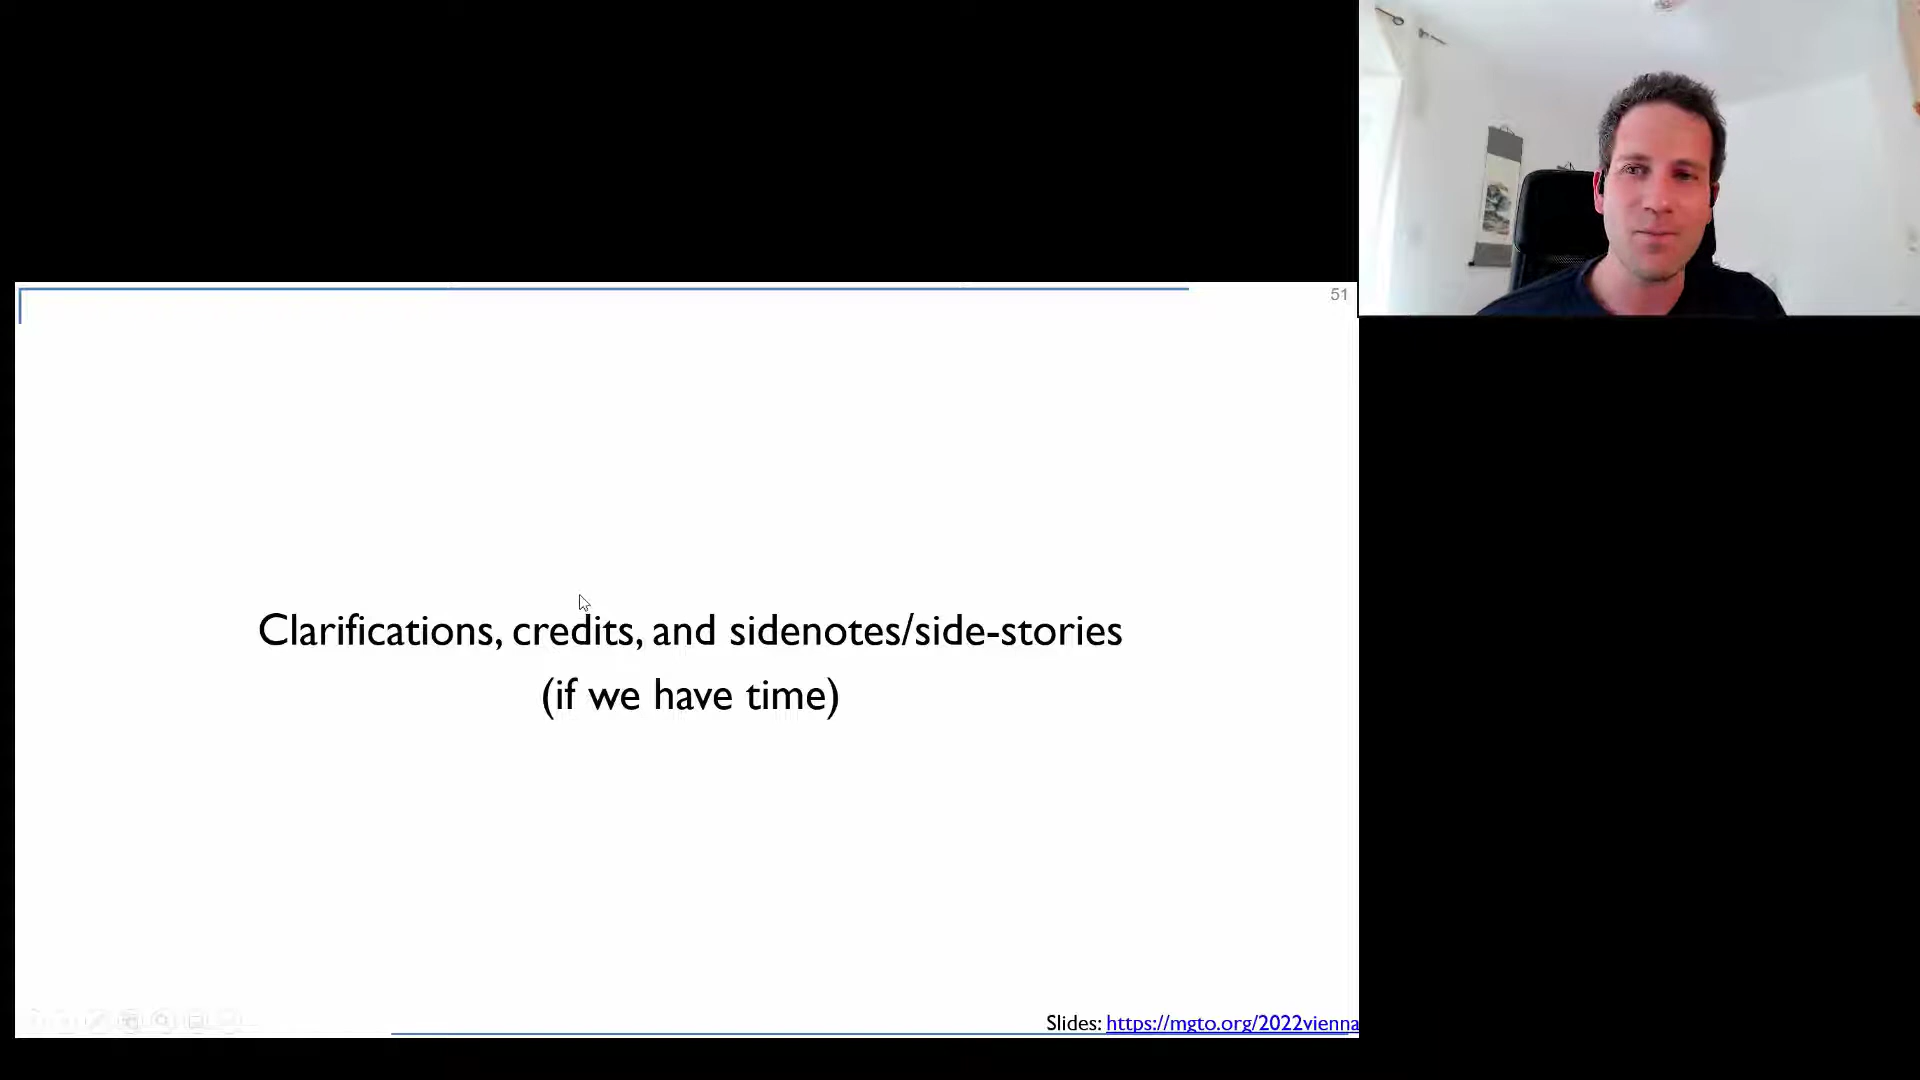 51
Clarifications, credits, and sidenotes/side-stories
(if we have time)
Slides: https://mgto.org/2022vienna